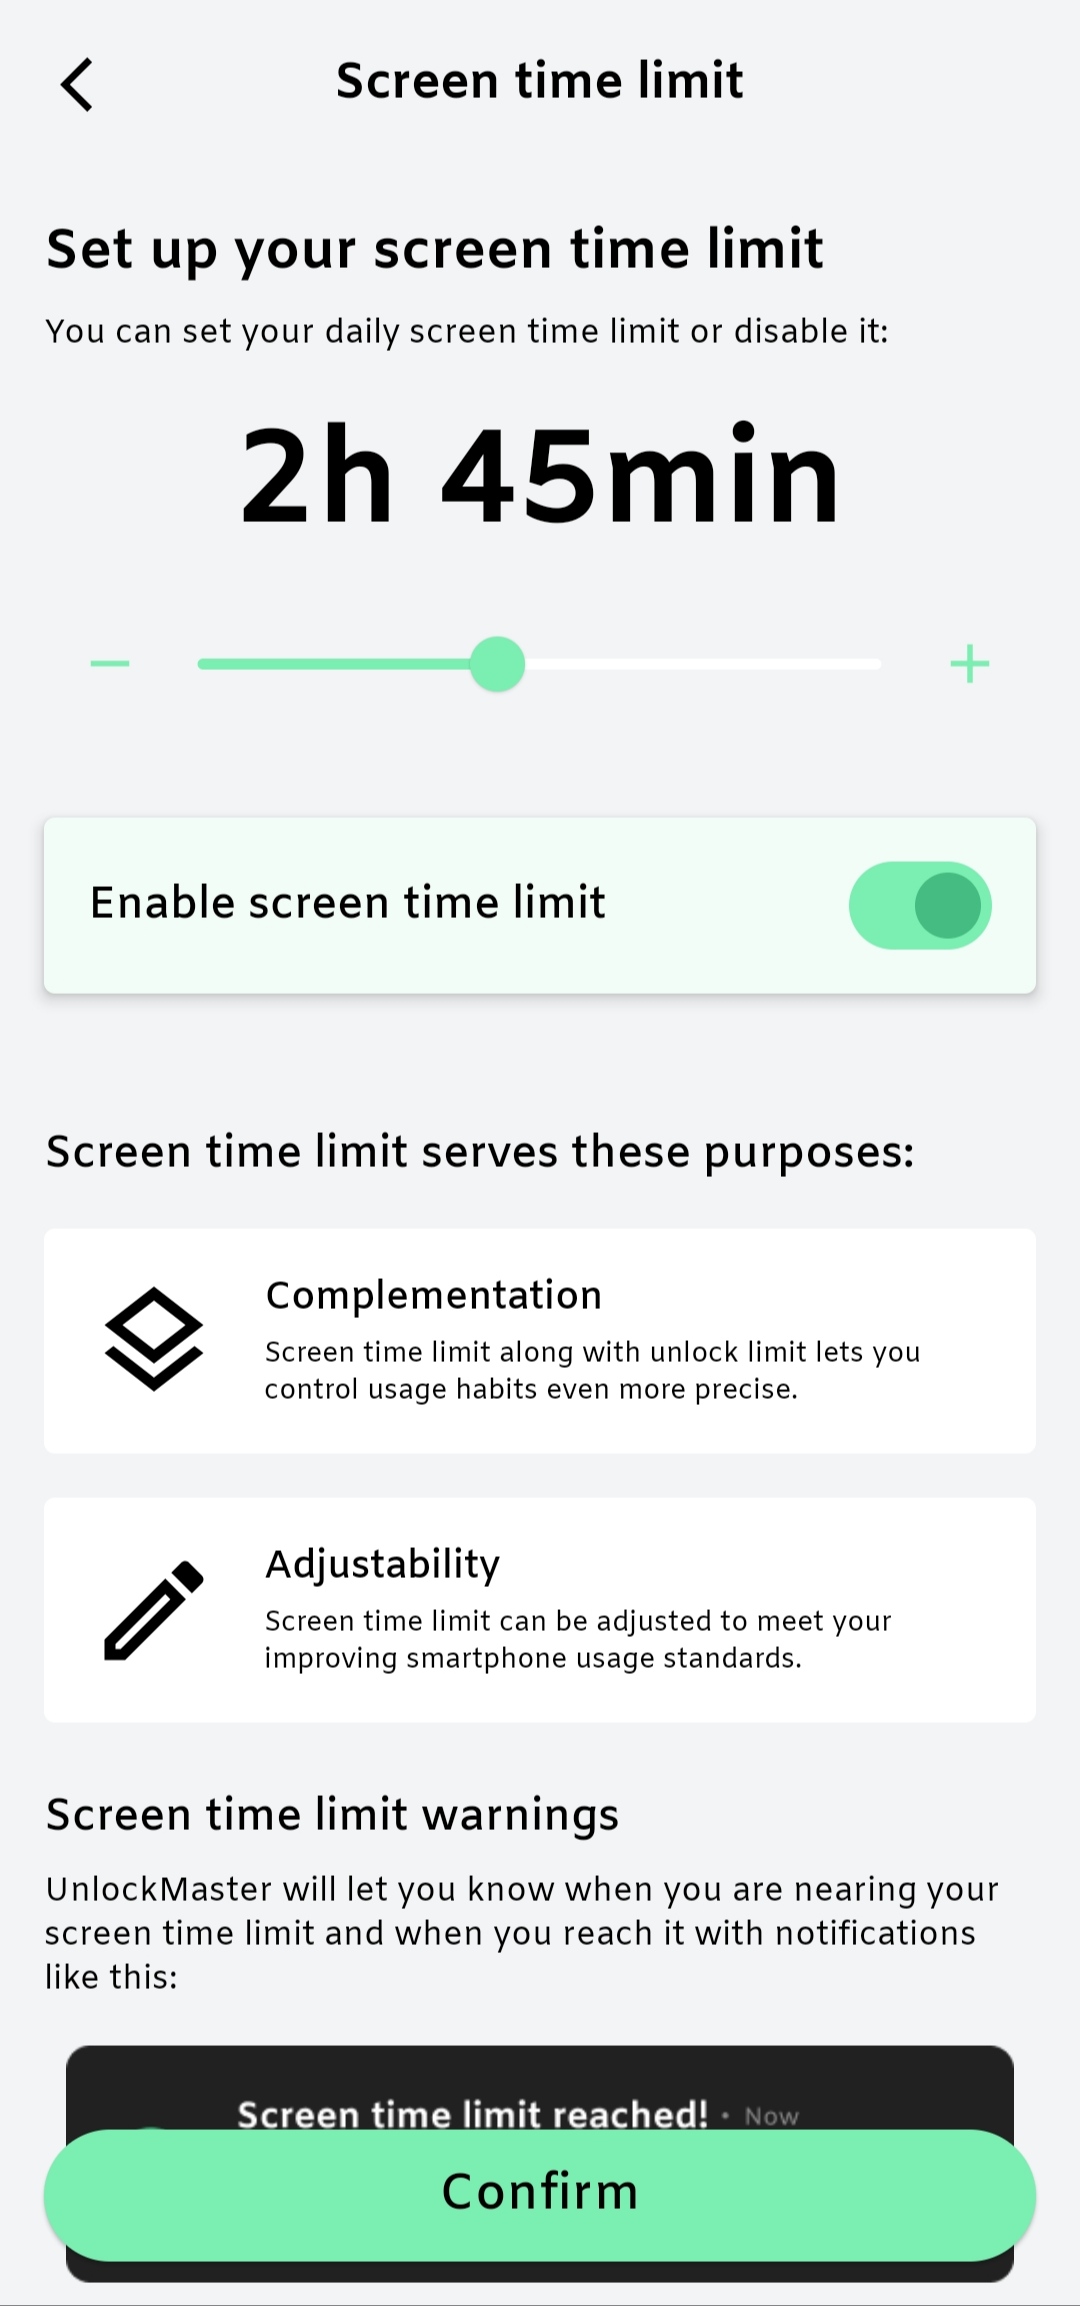 Screen time limit
Set up your screen time limit
You can set your daily screen time limit or disable it:
2h 45min
Enable screen time limit
Screen time limit serves these purposes:
Complementation
Screen time limit along with unlock limit lets you
control usage habits even more precise.
Adjustability
Screen time limit can be adjusted to meet your
improving smartphone usage standards.
Screen time limit warnings
UnlockMaster will let you know when you are nearing your
screen time limit and when you reach it with notifications
like this:
Screen time limit reached! • Now
Confirm